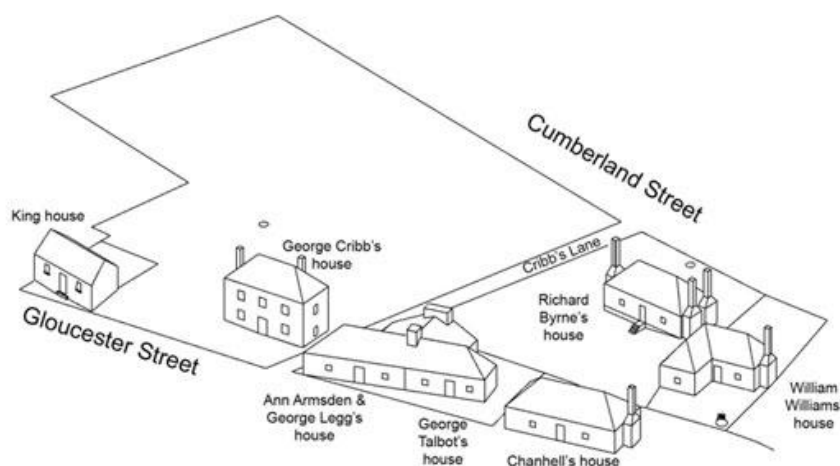 Cumberland Street
King house
George Cribb's
house
Cribb's Lane
Gloucester Street
Richard
Byrne's
house
Ann Armsden &
George Legg's
house
George
Talbot's
house
Chanhell's house
William
Williams
house